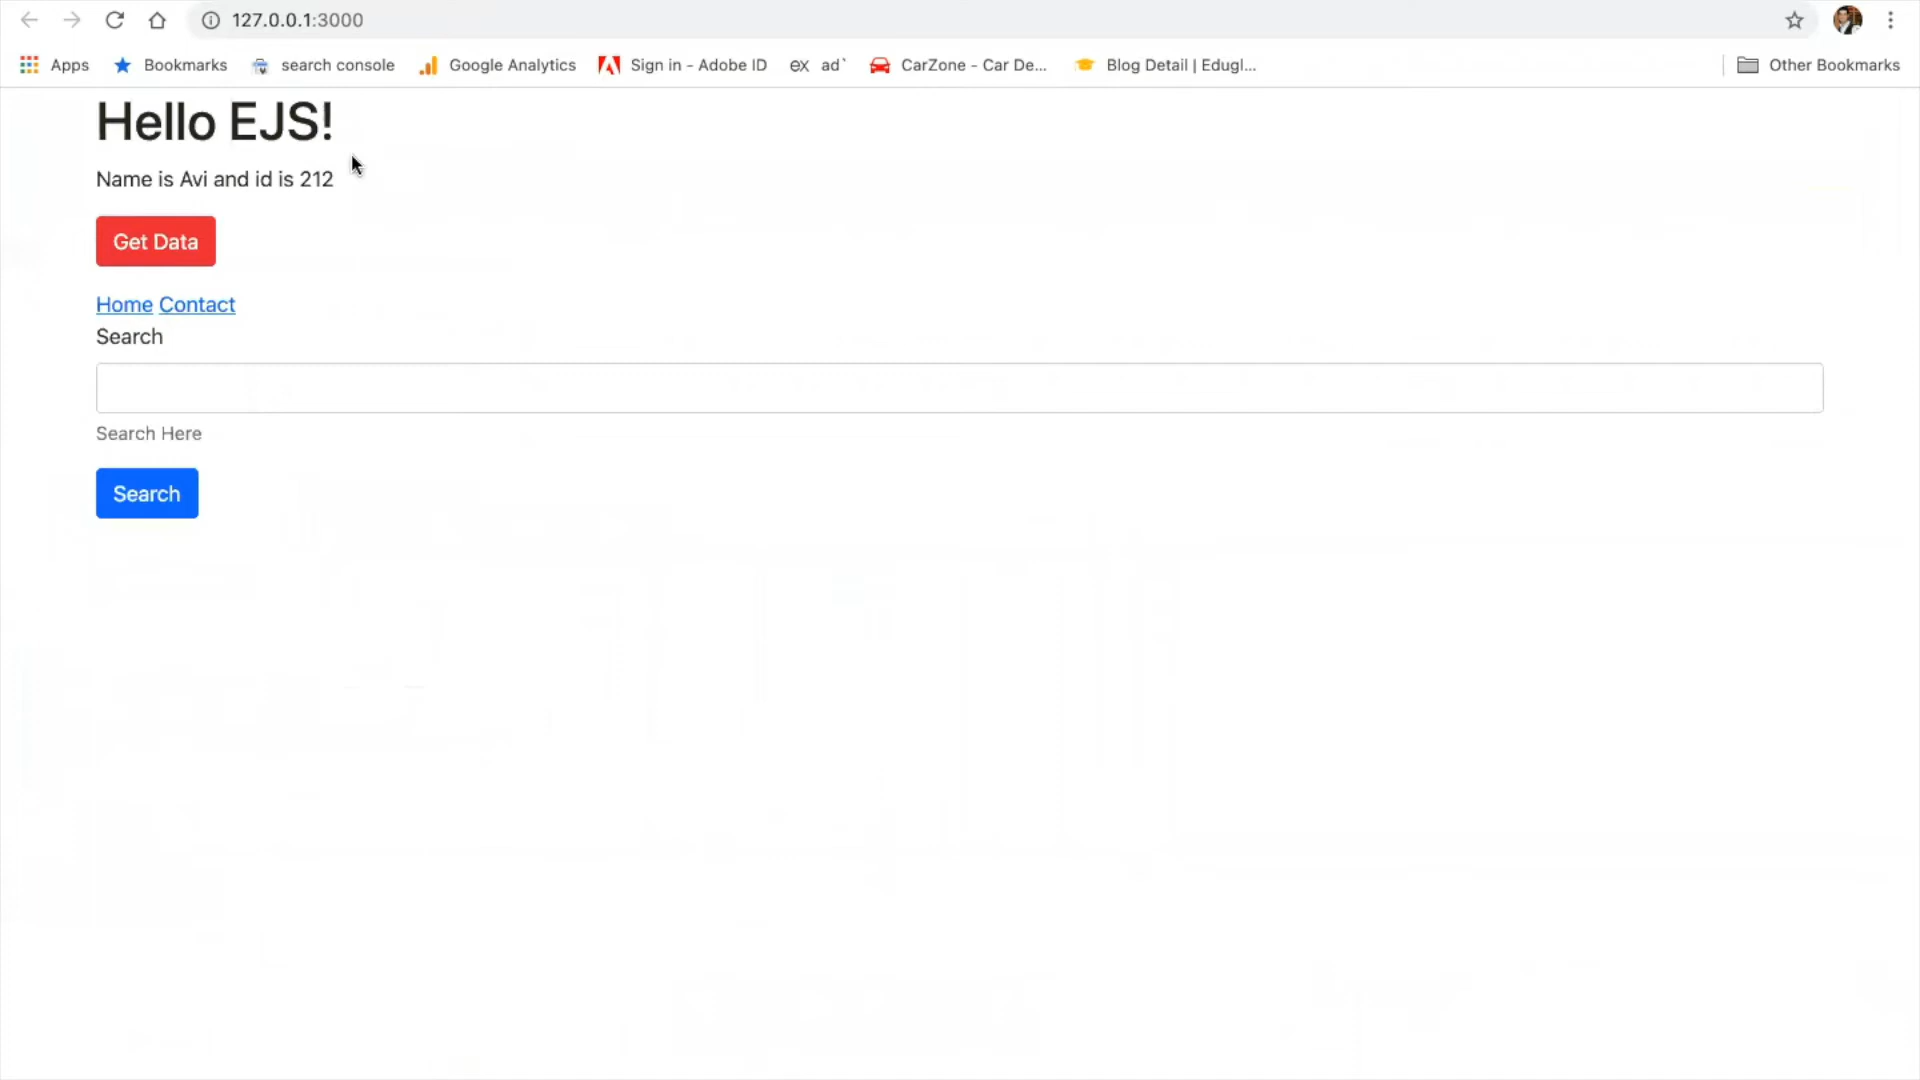 127.0.0.1:3000
Apps Bookmarks search console Google Analytics Sign in - Adobe ID ex ad` CarZone - Car De... Blog Detail | Edugl... Other Bookmarks
Hello EJS!
Name is Avi and id is 212
Get Data
Home Contact
Search
Search Here
Search